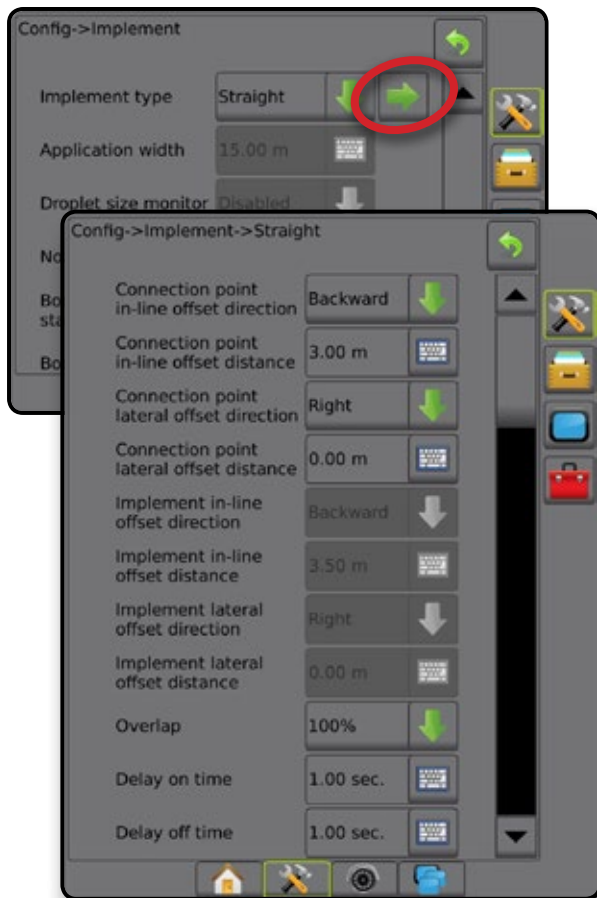 Config->Implement
Implement type Straight
Application width 15.00 m
Droplet size monitor Disabled
Config->Implement->Straight
Connection point
in-line offset direction Backward
Connection point
in-line offset distance 3.00 m
Connection point
lateral offset direction Right
Connection point
lateral offset distance 0.00 m
Implement in-line
offset direction Backward
Implement in-line
offset distance 3.50 m
Implement lateral
offset direction Right
Implement lateral
offset distance 0.00 m
Overlap 100%
Delay on time 1.00 sec.
Delay off time 1.00 sec.